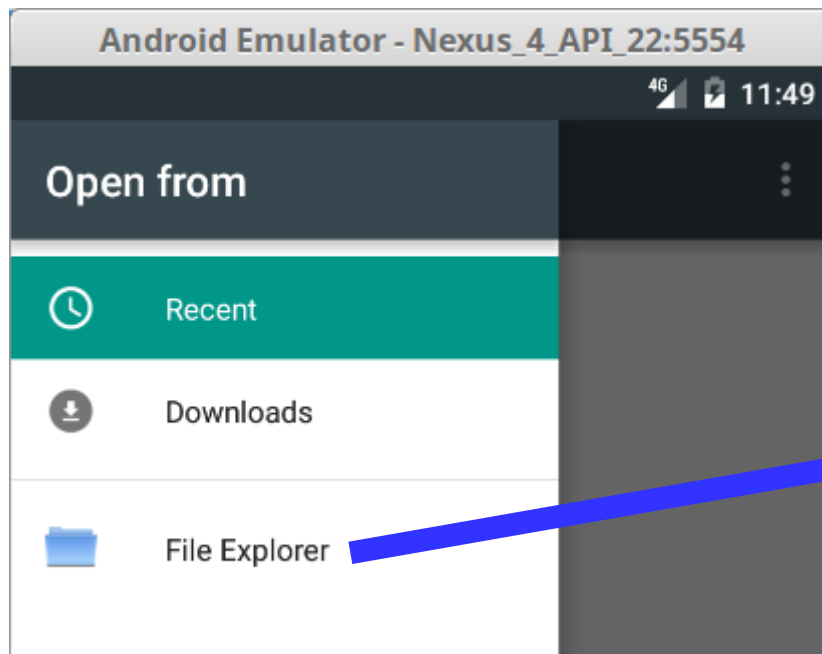 Android Emulator - Nexus_4_API_22:5554
4G 11:49
Open from
Recent
Downloads
File Explorer